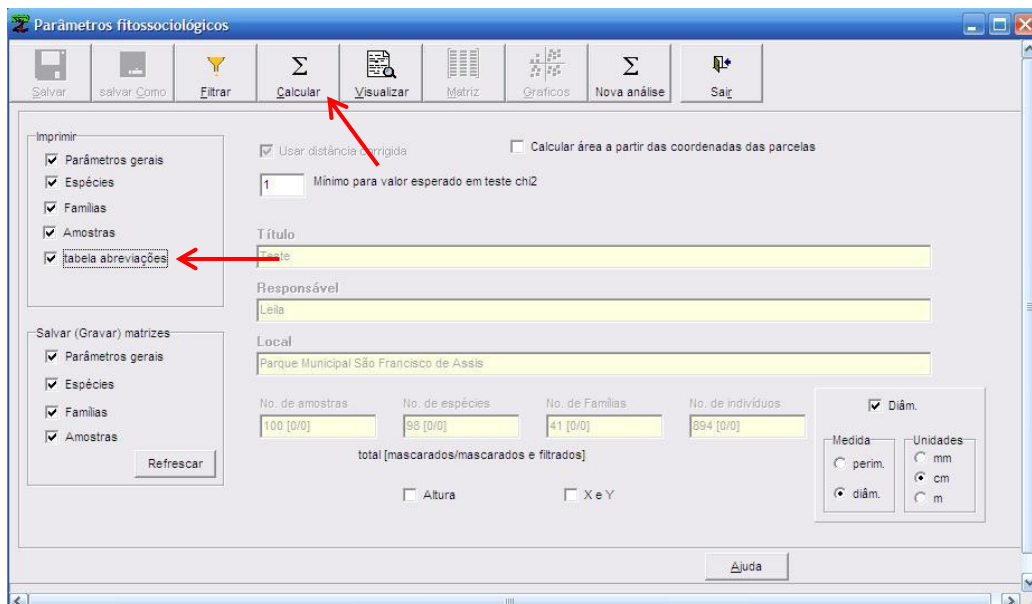 Parâmetros fitossociológicos
Salvar salvar Como Filtrar Calcular Visualizar Matriz Graficos Nova análise Sair
Imprimir
Parâmetros gerais
Espécies
Famílias
Amostras
tabela abreviações
Usar distância corrigida
Calcular área a partir das coordenadas das parcelas
1 Mínimo para valor esperado em teste chi2
Título
Teste
Responsável
Leila
Local
Parque Municipal São Francisco de Assis
Salvar (Gravar) matrizes
Parâmetros gerais
Espécies
Famílias
Amostras
Refrescar
No. de amostras No. de espécies No. de Famílias No. de indivíduos
100 [0/0] 98 [0/0] 41 [0/0] 894 [0/0]
total [mascarados/mascarados e filtrados]
Altura X e Y
Diâm.
Medida
perim.
diâm.
Unidades
mm
cm
m
Ajuda